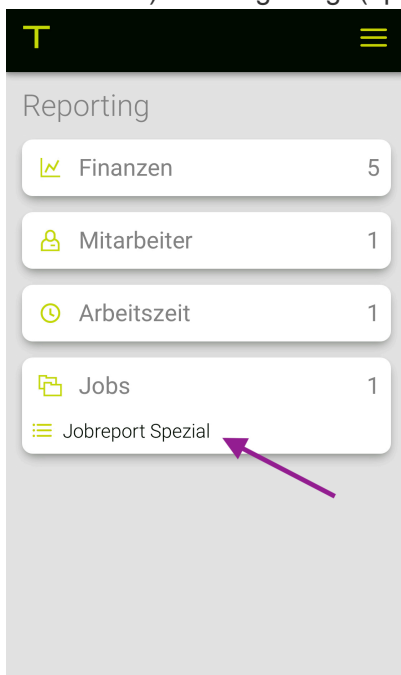 T
Reporting
Finanzen 5
Mitarbeiter 1
Arbeitszeit 1
Jobs 1
Jobreport Spezial